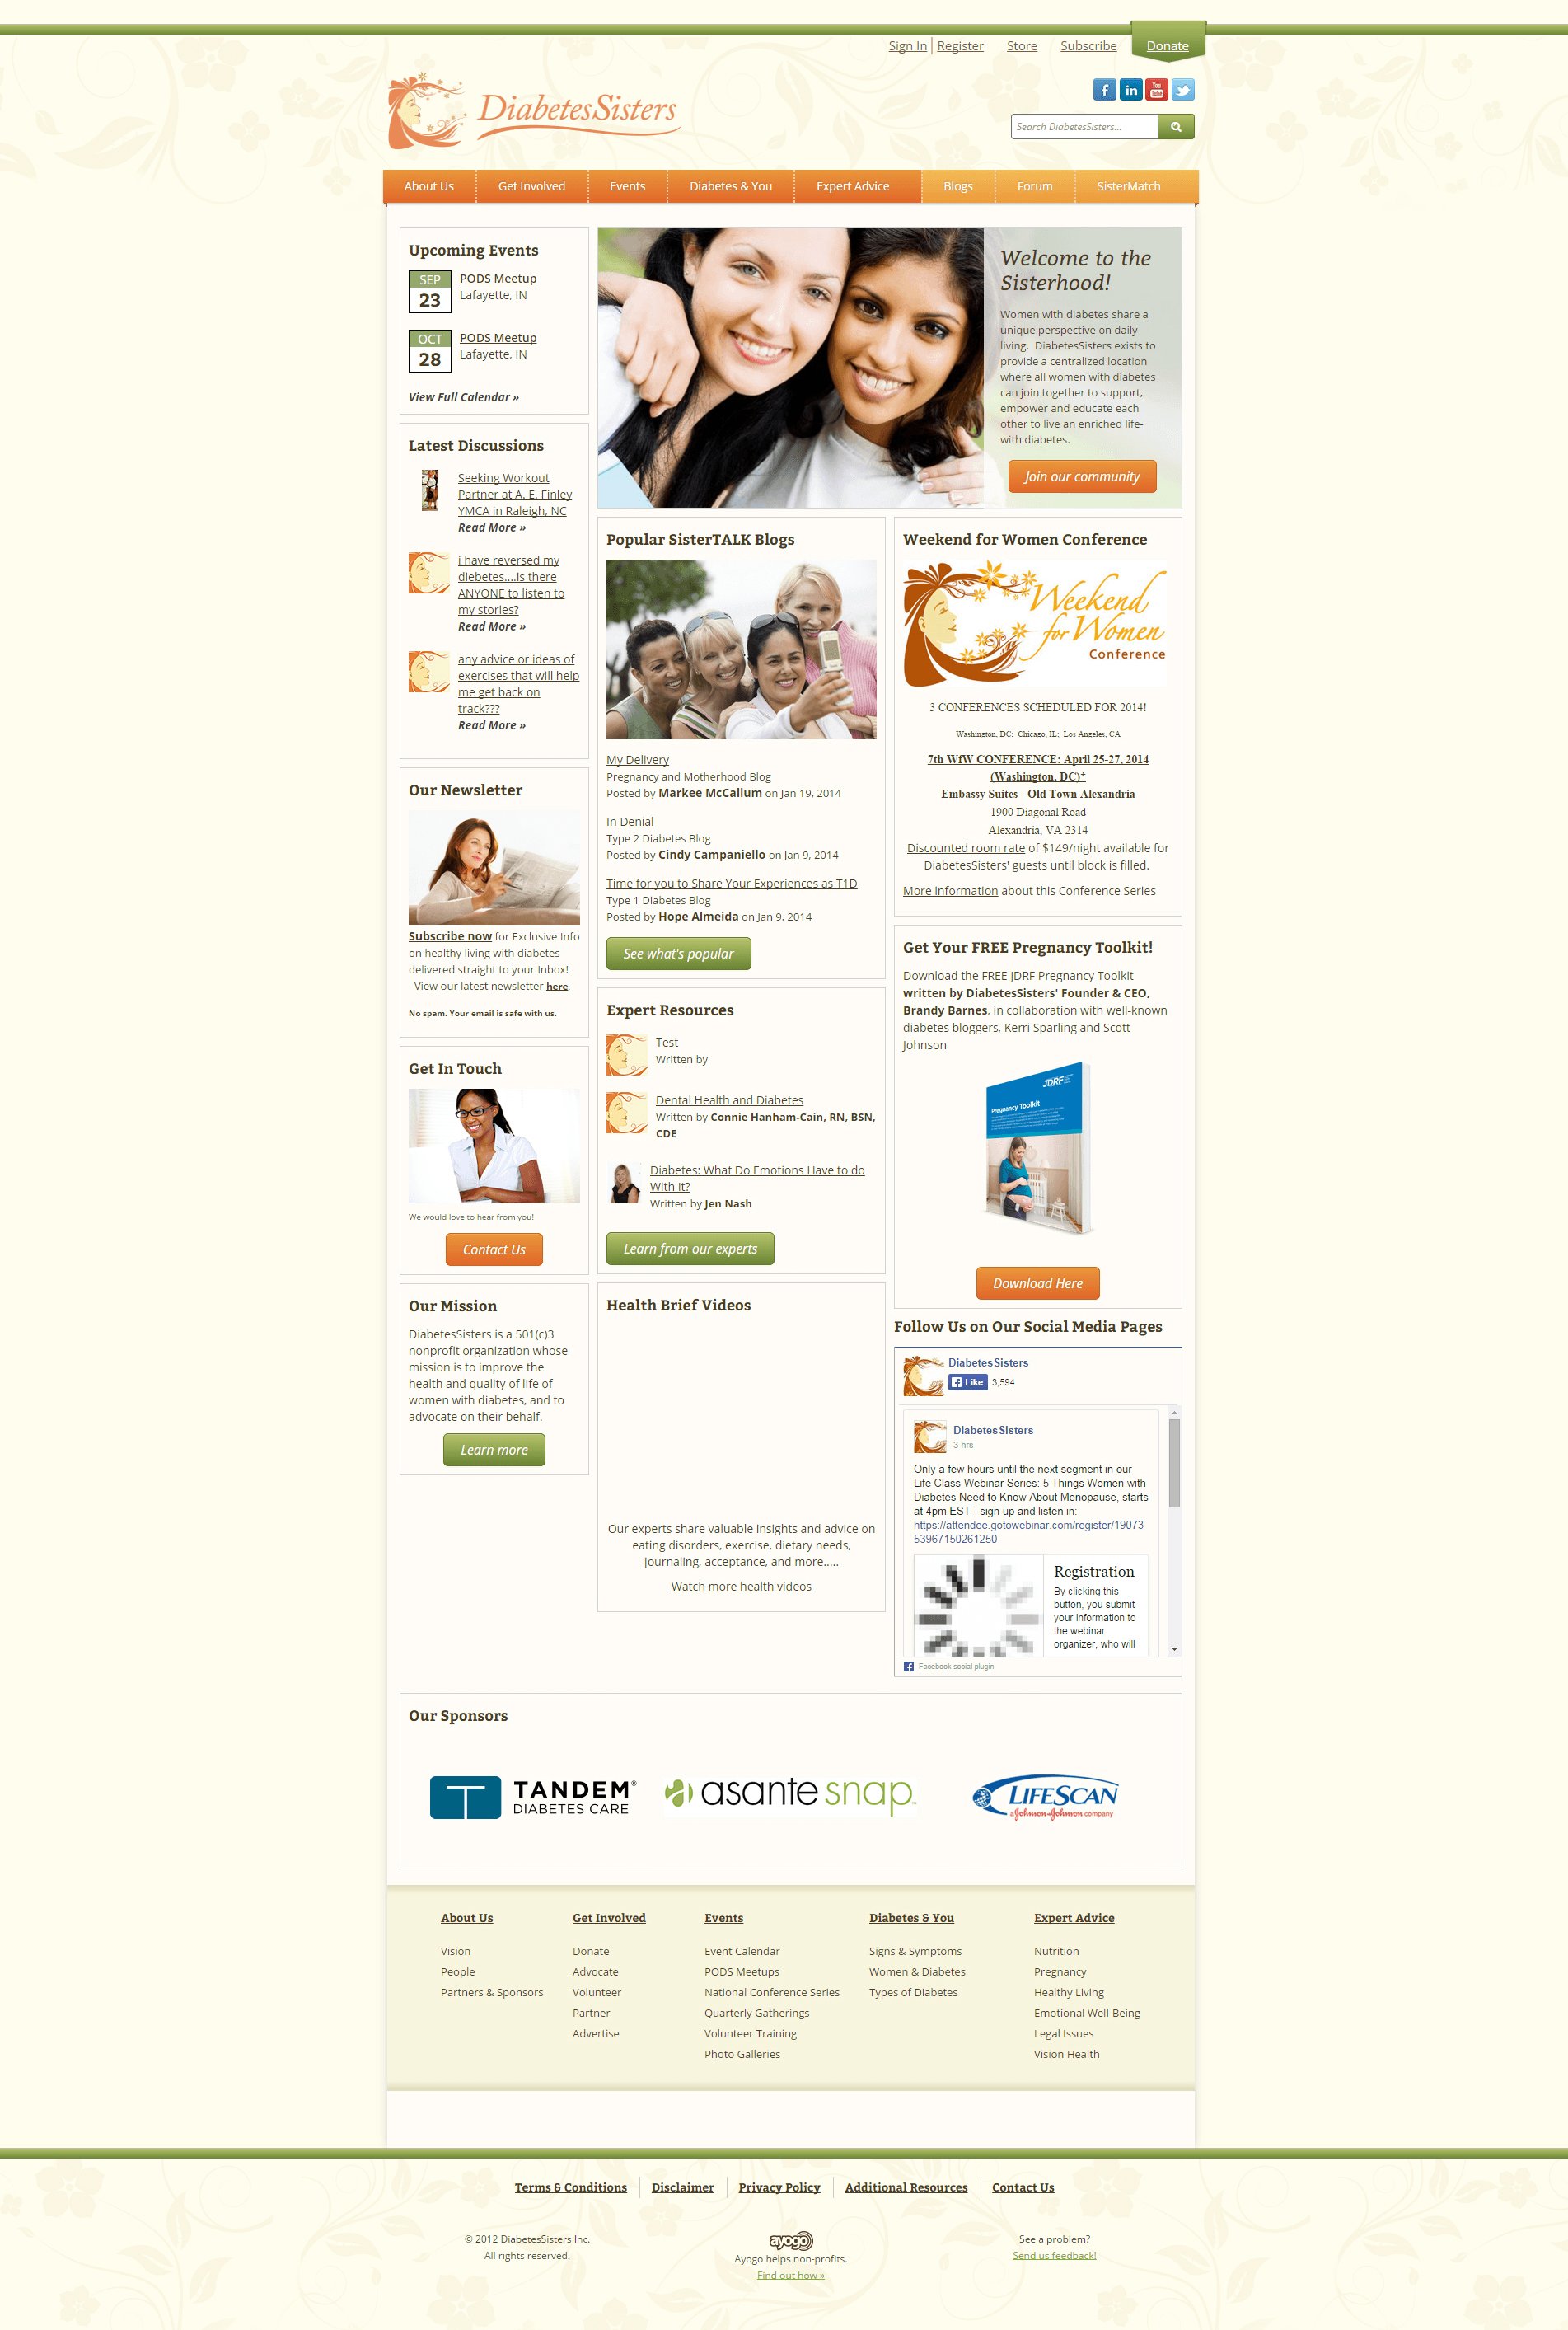 Sign In
Register
Store
Subscribe
Donate
DiabetesSisters
Search DiabetesSisters...
About Us
Get Involved
Events
Diabetes & You
Expert Advice
Blogs
Forum
SisterMatch
Upcoming Events
SEP
23
PODS Meetup
Lafayette, IN
OCT
28
PODS Meetup
Lafayette, IN
View Full Calendar »
Latest Discussions
Seeking Workout
Partner at A. E. Finley
YMCA in Raleigh, NC
Read More »
i have reversed my
diebetes....is there
ANYONE to listen to
my stories?
Read More »
any advice or ideas of
exercises that will help
me get back on
track???
Read More »
Our Newsletter
Subscribe now for Exclusive Info
on healthy living with diabetes
delivered straight to your Inbox!
View our latest newsletter here.
No spam. Your email is safe with us.
Get In Touch
We would love to hear from you!
Contact Us
Our Mission
DiabetesSisters is a 501(c)3
nonprofit organization whose
mission is to improve the
health and quality of life of
women with diabetes, and to
advocate on their behalf.
Learn more
Welcome to the
Sisterhood!
Women with diabetes share a
unique perspective on daily
living.  DiabetesSisters exists to
provide a centralized location
where all women with diabetes
can join together to support,
empower and educate each
other to live an enriched life-
with diabetes.
Join our community
Popular SisterTALK Blogs
My Delivery
Pregnancy and Motherhood Blog
Posted by Markee McCallum on Jan 19, 2014
In Denial
Type 2 Diabetes Blog
Posted by Cindy Campaniello on Jan 9, 2014
Time for you to Share Your Experiences as T1D
Type 1 Diabetes Blog
Posted by Hope Almeida on Jan 9, 2014
See what's popular
Expert Resources
Test
Written by
Dental Health and Diabetes
Written by Connie Hanham-Cain, RN, BSN,
CDE
Diabetes: What Do Emotions Have to do
With It?
Written by Jen Nash
Learn from our experts
Health Brief Videos
Our experts share valuable insights and advice on
eating disorders, exercise, dietary needs,
journaling, acceptance, and more.....
Watch more health videos
Weekend for Women Conference
Weekend
for Women
Conference
3 CONFERENCES SCHEDULED FOR 2014!
Washington, DC;  Chicago, IL;  Los Angeles, CA
7th WfW CONFERENCE: April 25-27, 2014
(Washington, DC)*
Embassy Suites - Old Town Alexandria
1900 Diagonal Road
Alexandria, VA 2314
Discounted room rate of $149/night available for
DiabetesSisters' guests until block is filled.
More information about this Conference Series
Get Your FREE Pregnancy Toolkit!
Download the FREE JDRF Pregnancy Toolkit
written by DiabetesSisters' Founder & CEO,
Brandy Barnes, in collaboration with well-known
diabetes bloggers, Kerri Sparling and Scott
Johnson
JDRF
Pregnancy Toolkit
Download Here
Follow Us on Our Social Media Pages
DiabetesSisters
Like 3,594
DiabetesSisters
3 hrs
Only a few hours until the next segment in our
Life Class Webinar Series: 5 Things Women with
Diabetes Need to Know About Menopause, starts
at 4pm EST - sign up and listen in:
https://attendee.gotowebinar.com/register/19073
53967150261250
Registration
By clicking this
button, you submit
your information to
the webinar
organizer, who will
Facebook social plugin
Our Sponsors
TANDEM®
DIABETES CARE
asante snap™
LIFESCAN
a Johnson & Johnson company
About Us
Vision
People
Partners & Sponsors
Get Involved
Donate
Advocate
Volunteer
Partner
Advertise
Events
Event Calendar
PODS Meetups
National Conference Series
Quarterly Gatherings
Volunteer Training
Photo Galleries
Diabetes & You
Signs & Symptoms
Women & Diabetes
Types of Diabetes
Expert Advice
Nutrition
Pregnancy
Healthy Living
Emotional Well-Being
Legal Issues
Vision Health
Terms & Conditions
Disclaimer
Privacy Policy
Additional Resources
Contact Us
© 2012 DiabetesSisters Inc.
All rights reserved.
ayogo
Ayogo helps non-profits.
Find out how »
See a problem?
Send us feedback!